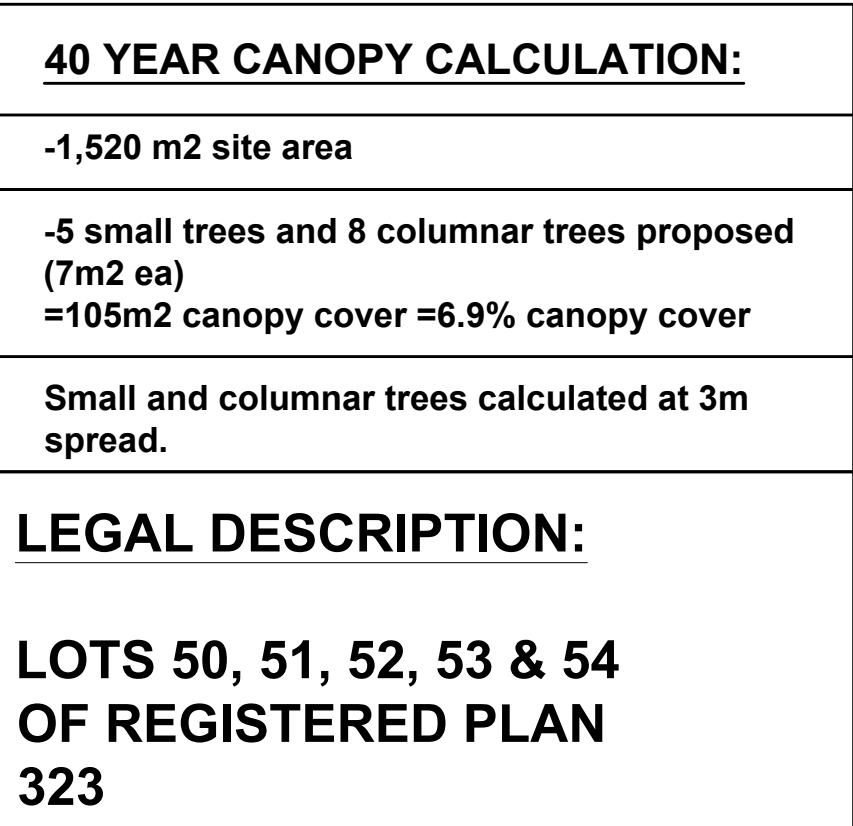 40 YEAR CANOPY CALCULATION:
-1,520 m2 site area
-5 small trees and 8 columnar trees proposed
(7m2 ea)
=105m2 canopy cover =6.9% canopy cover
Small and columnar trees calculated at 3m
spread.
LEGAL DESCRIPTION:
LOTS 50, 51, 52, 53 & 54
OF REGISTERED PLAN
323